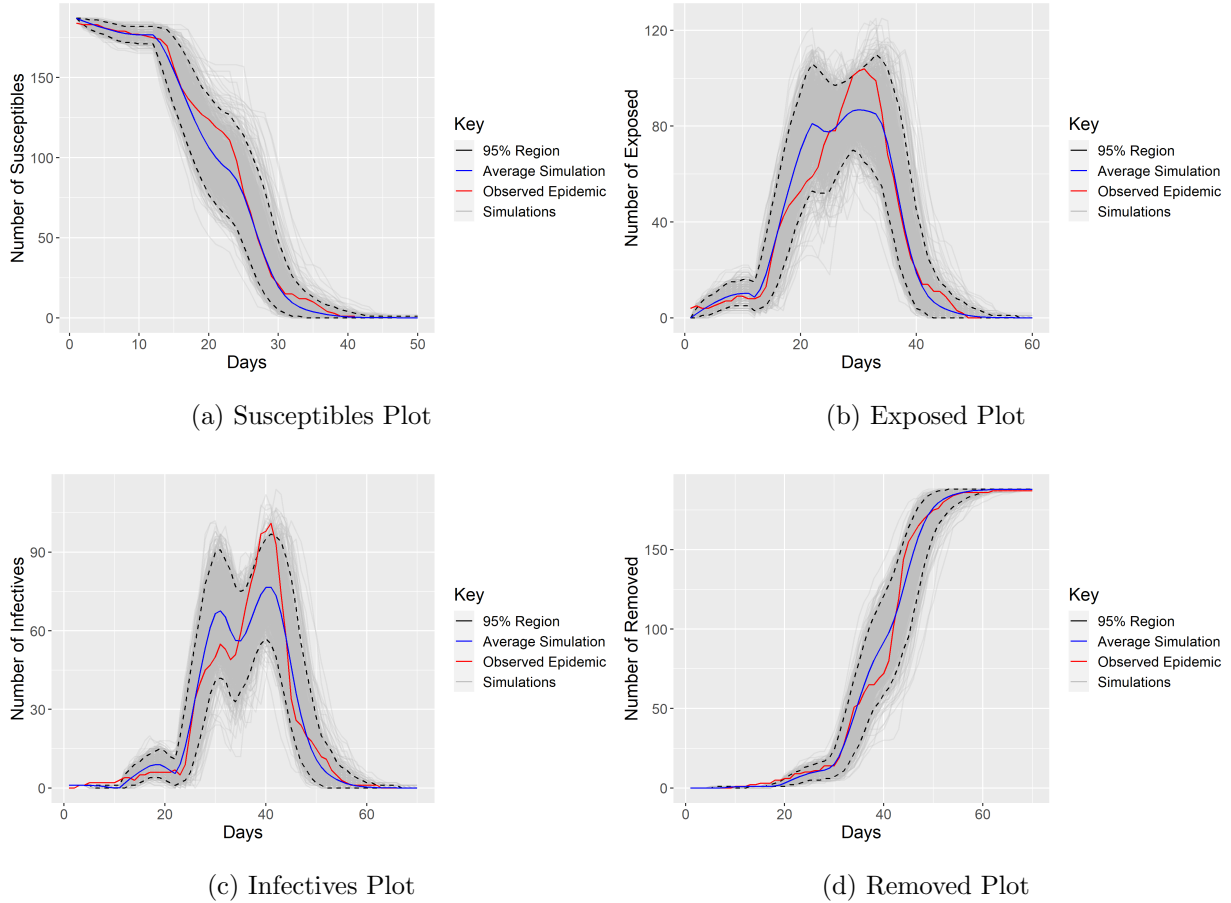 Number of Susceptibles
150
100
50
0
0 10 20 30 40 50
Days
Key
95% Region
Average Simulation
Observed Epidemic
Simulations
(a) Susceptibles Plot
Number of Exposed
120
80
40
0
0 20 40 60
Days
Key
95% Region
Average Simulation
Observed Epidemic
Simulations
(b) Exposed Plot
Number of Infectives
90
60
30
0
0 20 40 60
Days
Key
95% Region
Average Simulation
Observed Epidemic
Simulations
(c) Infectives Plot
Number of Removed
150
100
50
0
0 20 40 60
Days
Key
95% Region
Average Simulation
Observed Epidemic
Simulations
(d) Removed Plot